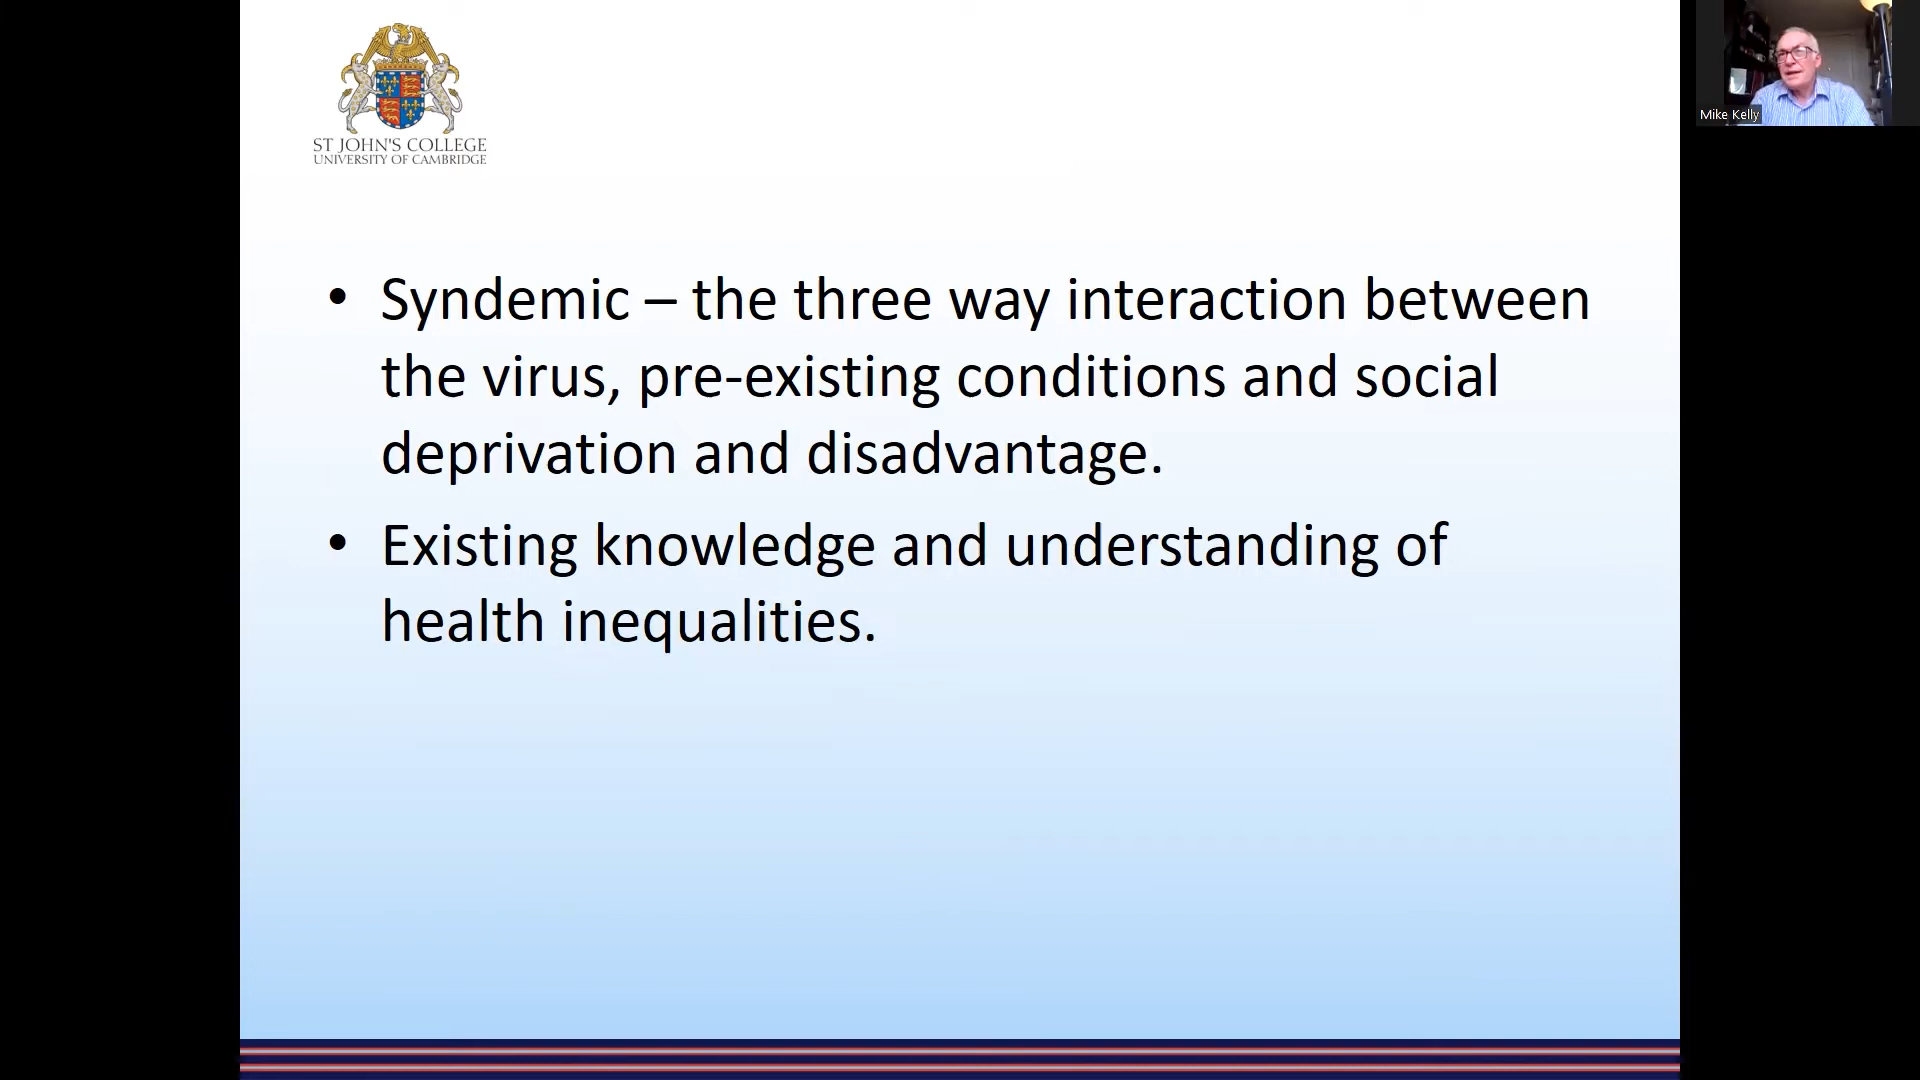 ST JOHN'S COLLEGE
UNIVERSITY OF CAMBRIDGE
Mike Kelly
• Syndemic – the three way interaction between
the virus, pre-existing conditions and social
deprivation and disadvantage.
• Existing knowledge and understanding of
health inequalities.